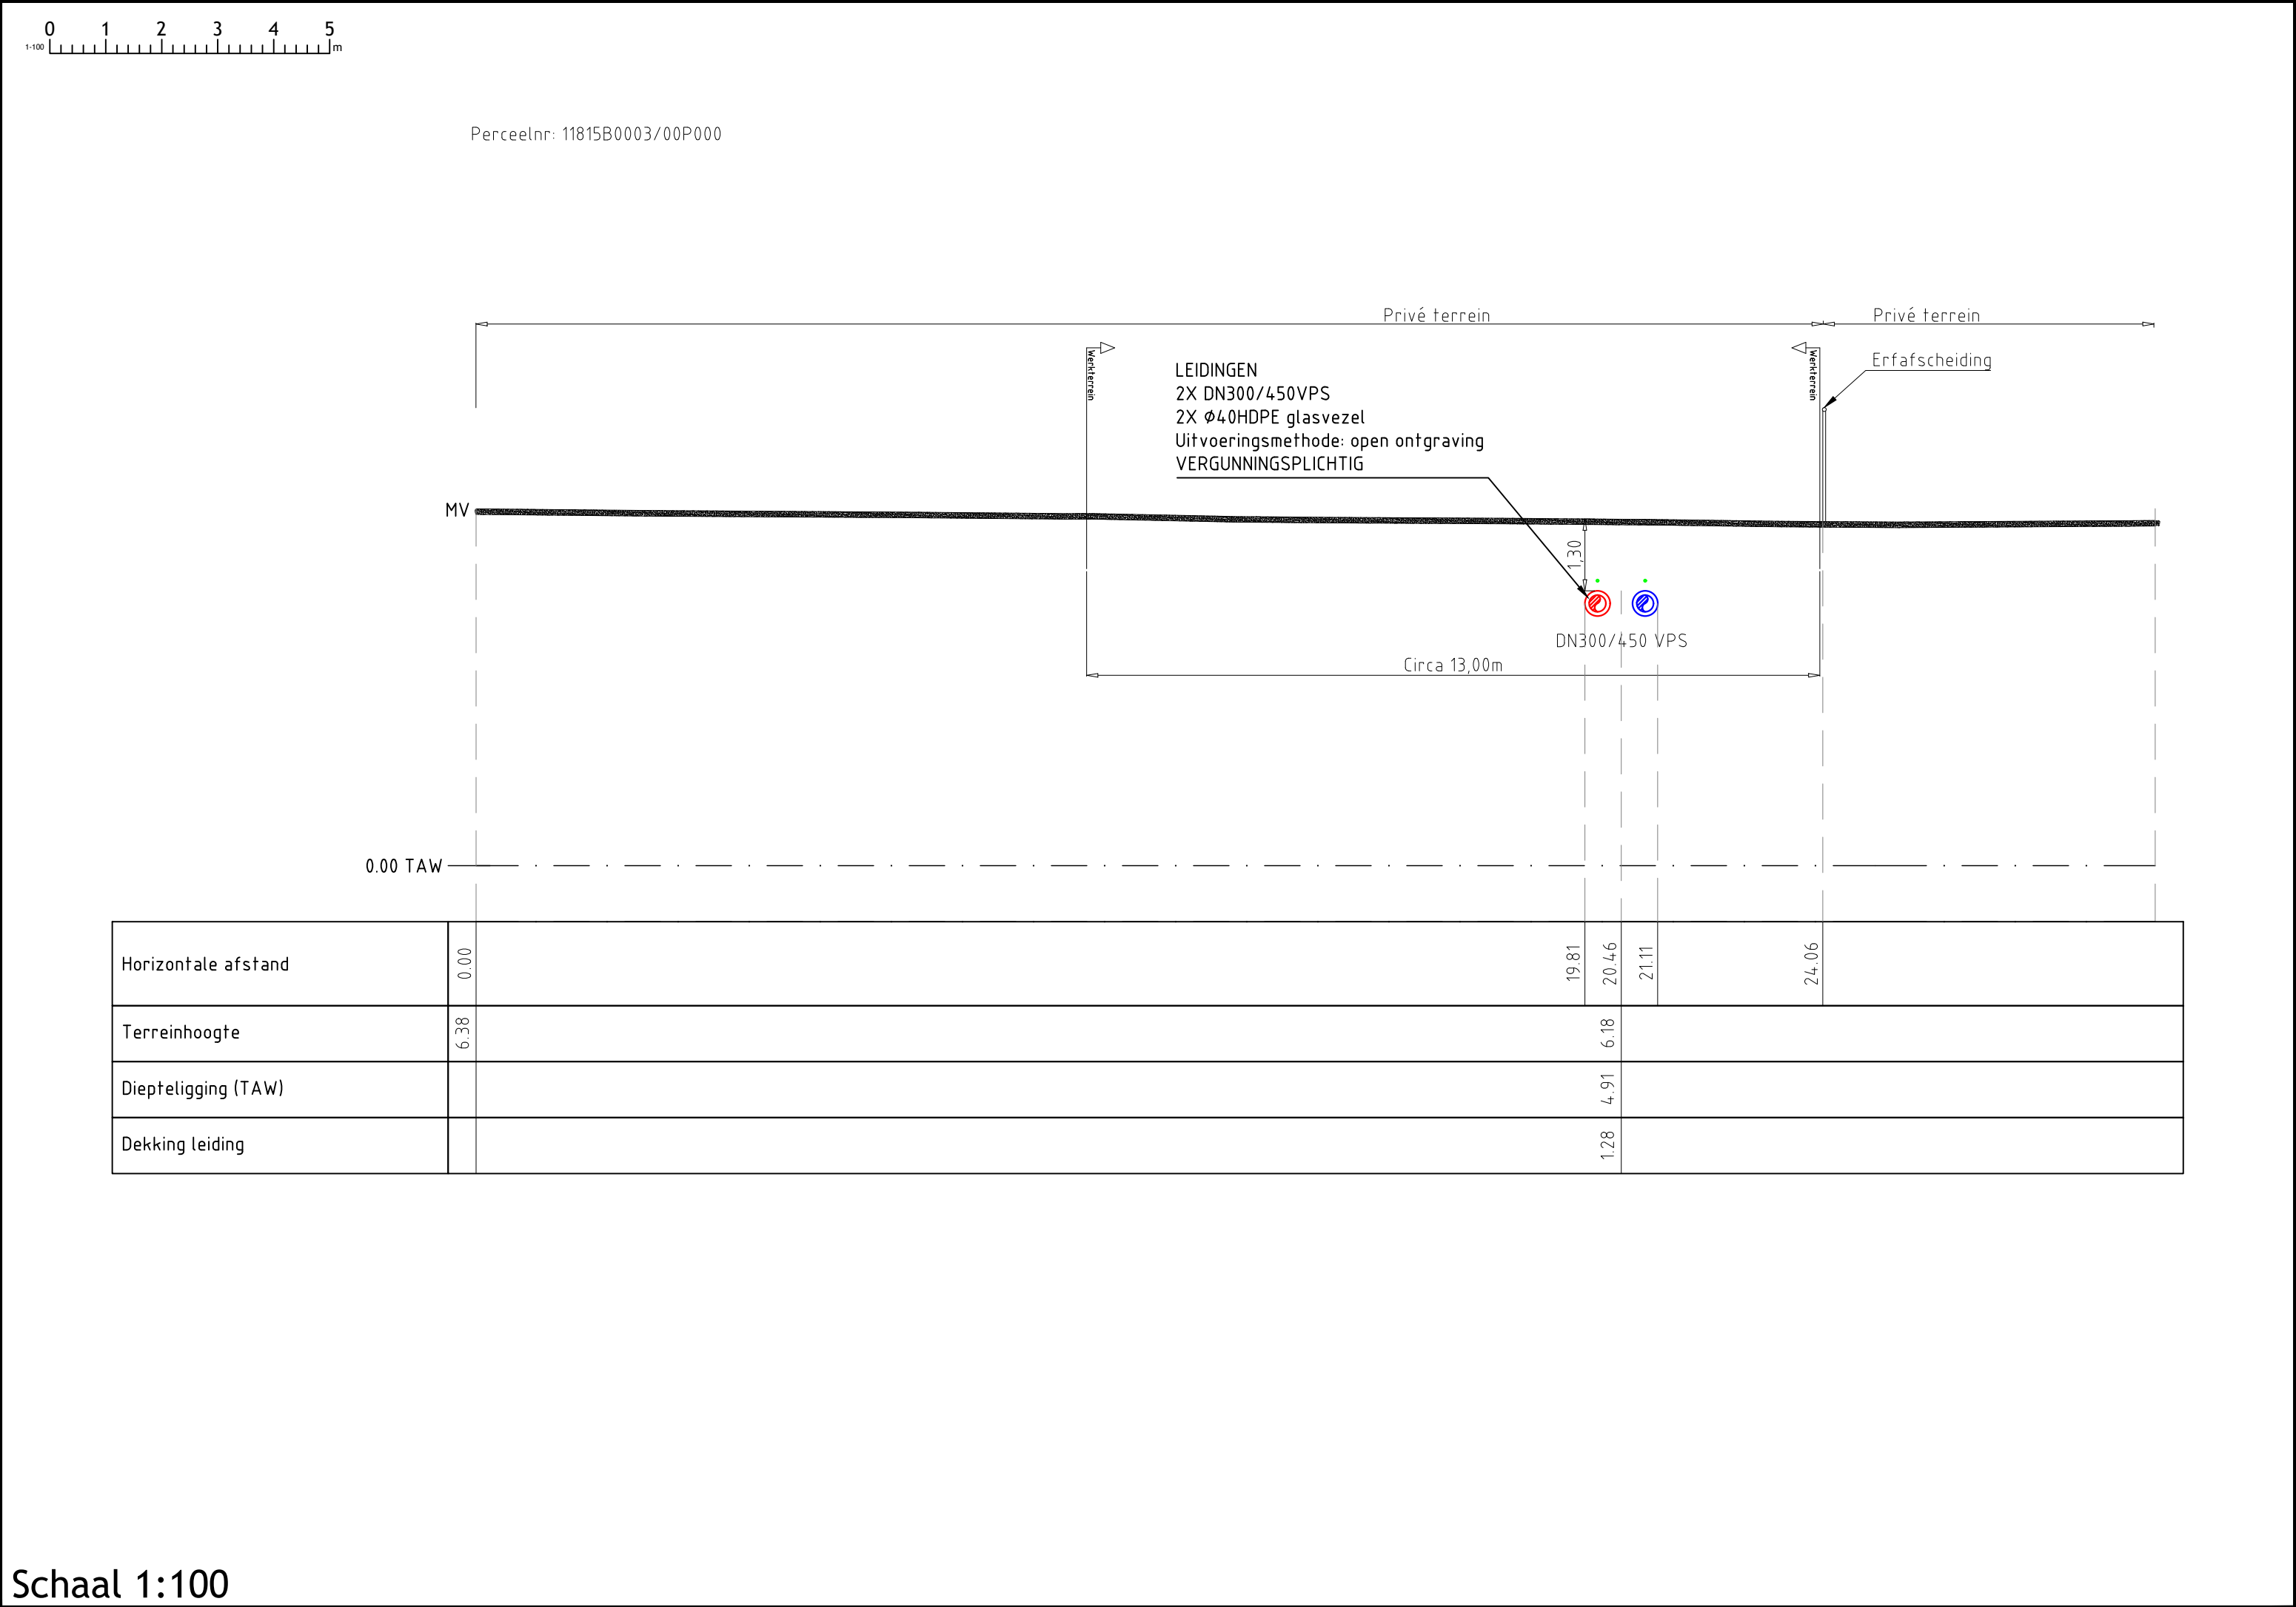 0 1 2 3 4 5
1-100 m
Perceelnr: 11815B0003/00P000
Privé terrein Privé terrein
Werkterrein Werkterrein
Erfafscheiding
LEIDINGEN
2X DN300/450VPS
2X Ø40HDPE glasvezel
Uitvoeringsmethode: open ontgraving
VERGUNNINGSPLICHTIG
MV
1,30
DN300/450 VPS
Circa 13,00m
0.00 TAW
Horizontale afstand 0.00 19.81 20.46 21.11 24.06
Terreinhoogte 6.38 6.18
Diepteligging (TAW) 4.91
Dekking leiding 1.28
Schaal 1:100